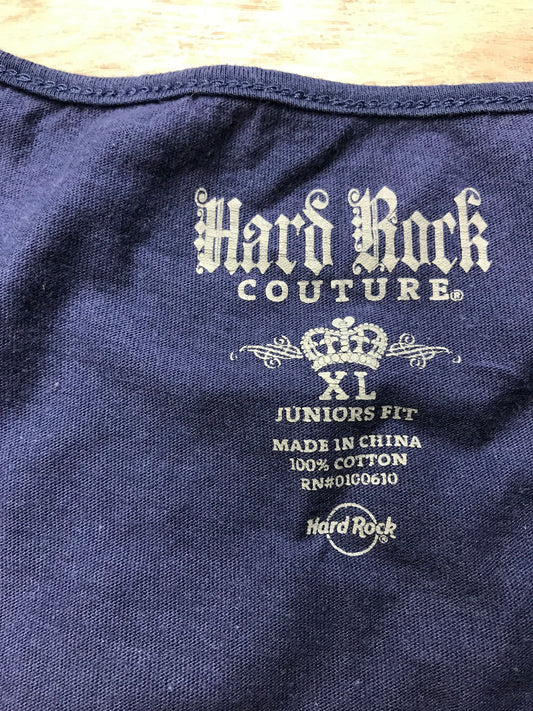 Hard Rock
COUTURE®
XL
JUNIORS FIT
MADE IN CHINA
100% COTTON
RN#0100610
Hard Rock®